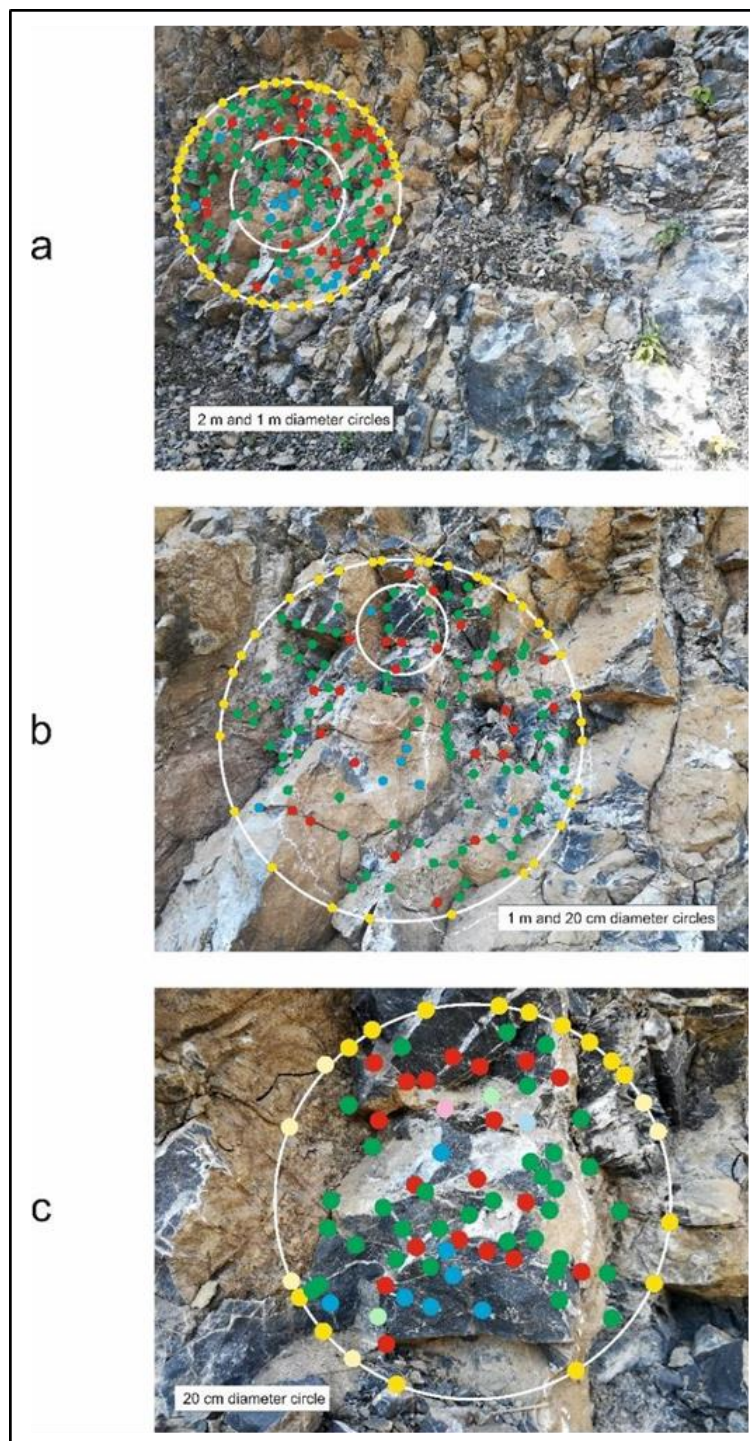 a
2 m and 1 m diameter circles
b
1 m and 20 cm diameter circles
c
20 cm diameter circle